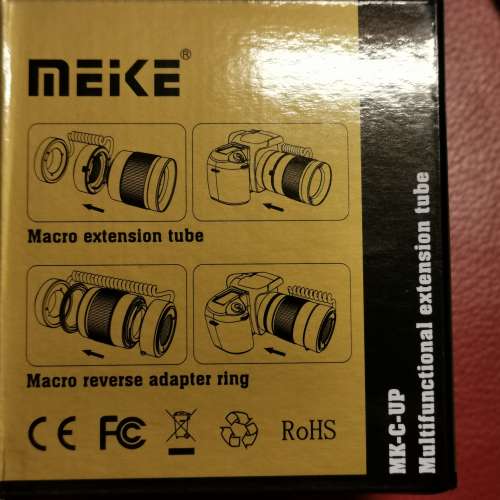 MEIKE®
Macro extension tube
Macro reverse adapter ring
CE FC RoHS
MK-C-UP
Multifunctional extension tube